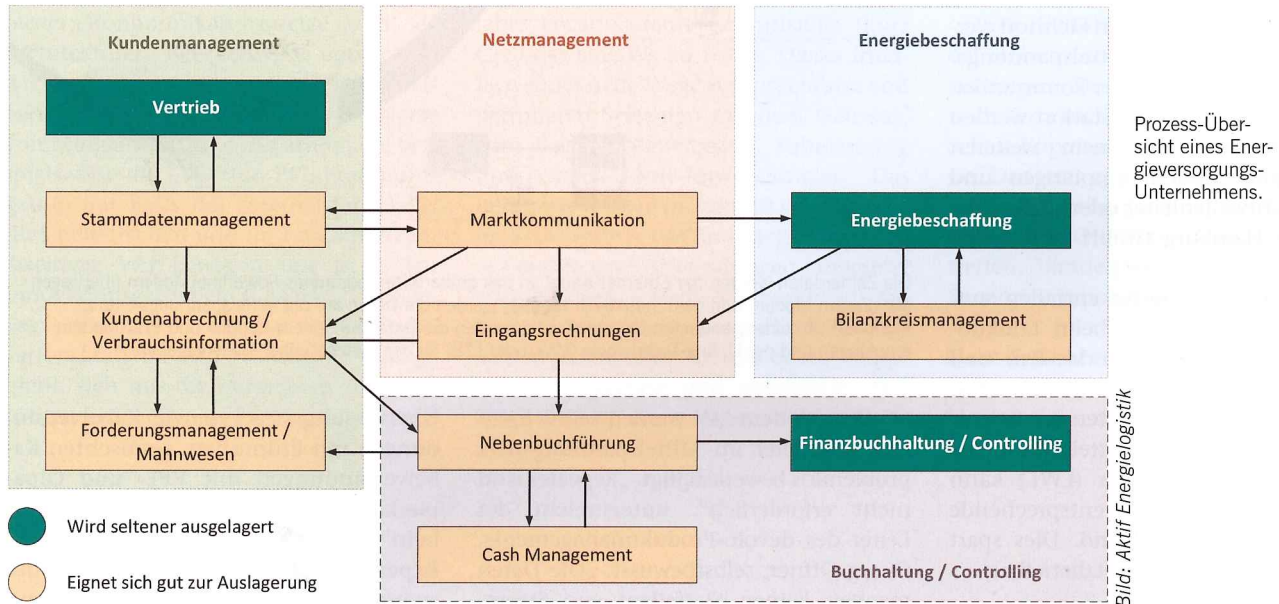 Kundenmanagement
Netzmanagement
Energiebeschaffung
Vertrieb
Stammdatenmanagement
Marktkommunikation
Energiebeschaffung
Kundenabrechnung /
Verbrauchsinformation
Eingangsrechnungen
Bilanzkreismanagement
Forderungsmanagement /
Mahnwesen
Nebenbuchführung
Finanzbuchhaltung / Controlling
Cash Management
Buchhaltung / Controlling
Wird seltener ausgelagert
Eignet sich gut zur Auslagerung
Prozess-Über-
sicht eines Ener-
gieversorgungs-
Unternehmens.
Bild: Aktif Energielogistik